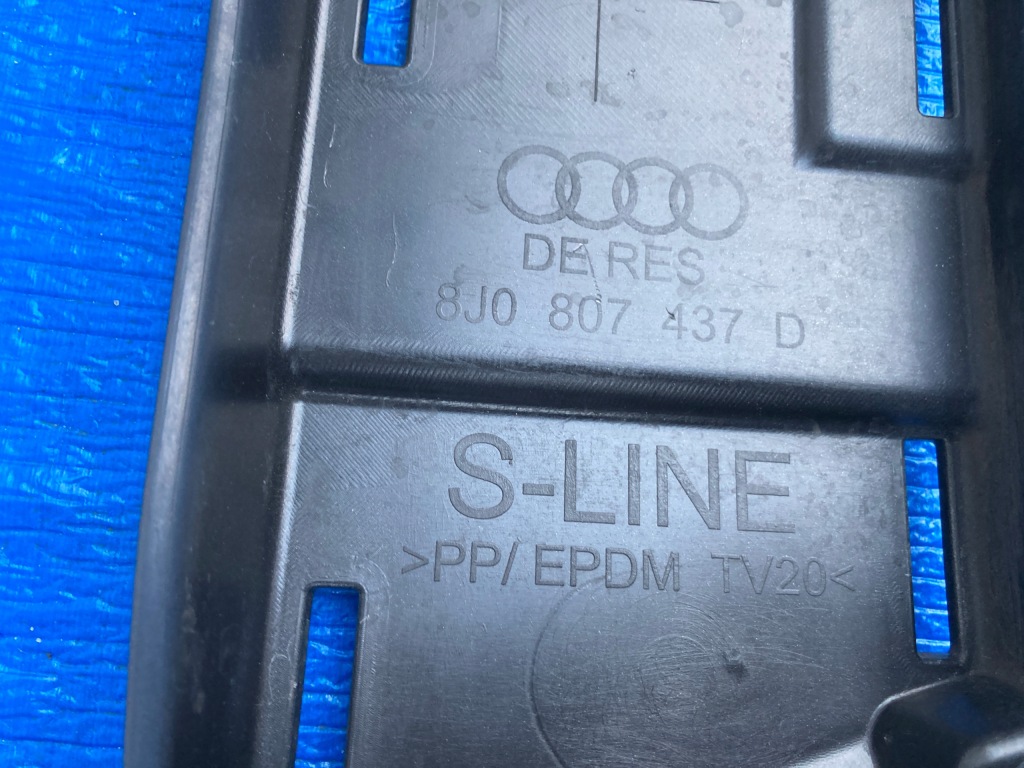 DE RES
8J0 807 437 D
S-LINE
>PP/EPDM TV20<